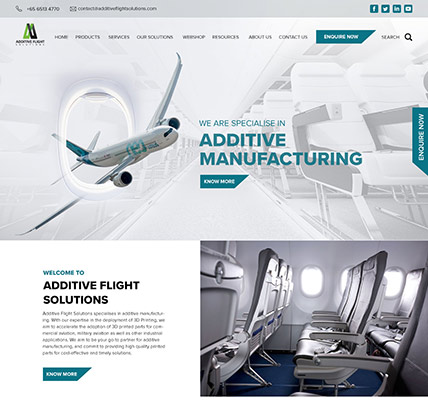 +65 6513 4770
contact@additiveflightsolutions.com
ADDITIVE FLIGHT
SOLUTIONS
HOME PRODUCTS SERVICES OUR SOLUTIONS WEBSHOP RESOURCES ABOUT US CONTACT US ENQUIRE NOW SEARCH
WE ARE SPECIALISE IN
ADDITIVE
MANUFACTURING
KNOW MORE
ENQUIRE NOW
WELCOME TO
ADDITIVE FLIGHT
SOLUTIONS
Additive Flight Solutions specialises in additive manufactur-
ing. With our expertise in the deployment of 3D Printing, we
aim to accelerate the adoption of 3D printed parts for com-
mercial aviation, military aviation as well as other industrial
applications. We aim to be your go-to partner for additive
manufacturing, and commit to providing high quality printed
parts for cost-effective and timely solutions.
KNOW MORE